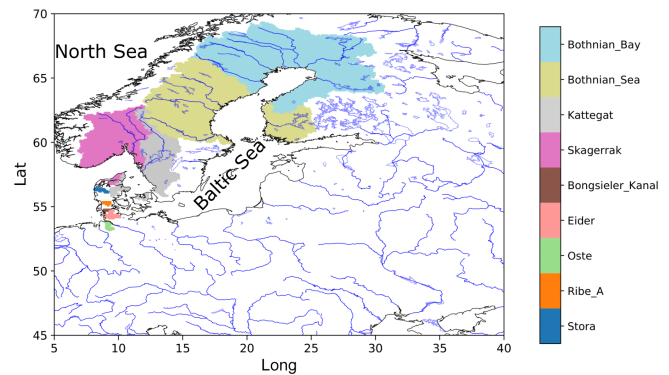 70
65
60
55
50
45
Lat
5
10
15
20
25
30
35
40
Long
North Sea
Baltic Sea
Bothnian_Bay
Bothnian_Sea
Kattegat
Skagerrak
Bongsieler_Kanal
Eider
Oste
Ribe_A
Stora